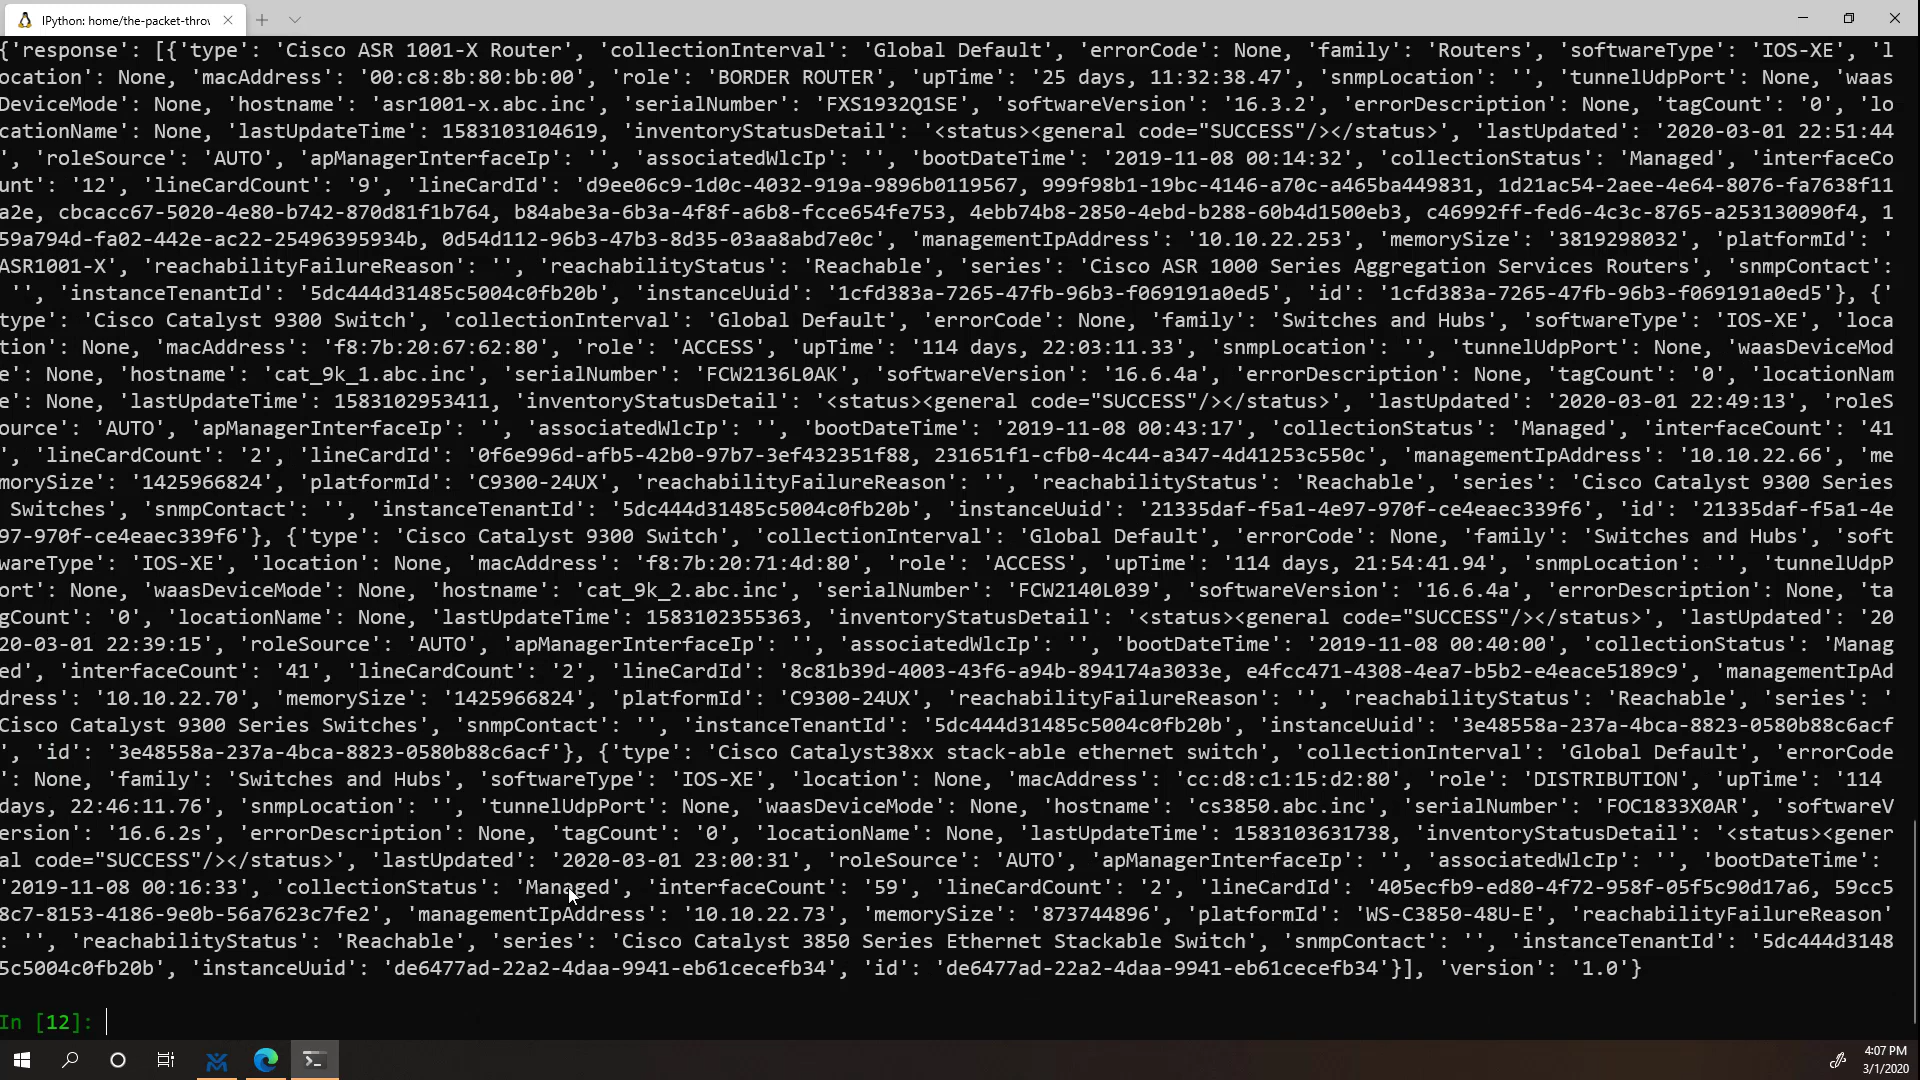 IPython: home/the-packet-throw
{'response': [{'type': 'Cisco ASR 1001-X Router', 'collectionInterval': 'Global Default', 'errorCode': None, 'family': 'Routers', 'softwareType': 'IOS-XE', 'l
ocation': None, 'macAddress': '00:c8:8b:80:bb:00', 'role': 'BORDER ROUTER', 'upTime': '25 days, 11:32:38.47', 'snmpLocation': '', 'tunnelUdpPort': None, 'waas
DeviceMode': None, 'hostname': 'asr1001-x.abc.inc', 'serialNumber': 'FXS1932Q1SE', 'softwareVersion': '16.3.2', 'errorDescription': None, 'tagCount': '0', 'lo
cationName': None, 'lastUpdateTime': 1583103104619, 'inventoryStatusDetail': '<status><general code="SUCCESS"/></status>', 'lastUpdated': '2020-03-01 22:51:44
', 'roleSource': 'AUTO', 'apManagerInterfaceIp': '', 'associatedWlcIp': '', 'bootDateTime': '2019-11-08 00:14:32', 'collectionStatus': 'Managed', 'interfaceCo
unt': '12', 'lineCardCount': '9', 'lineCardId': 'd9ee06c9-1d0c-4032-919a-9896b0119567, 999f98b1-19bc-4146-a70c-a465ba449831, 1d21ac54-2aee-4e64-8076-fa7638f11
a2e, cbcacc67-5020-4e80-b742-870d81f1b764, b84abe3a-6b3a-4f8f-a6b8-fcce654fe753, 4ebb74b8-2850-4ebd-b288-60b4d1500eb3, c46992ff-fed6-4c3c-8765-a253130090f4, 1
59a794d-fa02-442e-ac22-25496395934b, 0d54d112-96b3-47b3-8d35-03aa8abd7e0c', 'managementIpAddress': '10.10.22.253', 'memorySize': '3819298032', 'platformId': '
ASR1001-X', 'reachabilityFailureReason': '', 'reachabilityStatus': 'Reachable', 'series': 'Cisco ASR 1000 Series Aggregation Services Routers', 'snmpContact':
 '', 'instanceTenantId': '5dc444d31485c5004c0fb20b', 'instanceUuid': '1cfd383a-7265-47fb-96b3-f069191a0ed5', 'id': '1cfd383a-7265-47fb-96b3-f069191a0ed5'}, {'
type': 'Cisco Catalyst 9300 Switch', 'collectionInterval': 'Global Default', 'errorCode': None, 'family': 'Switches and Hubs', 'softwareType': 'IOS-XE', 'loca
tion': None, 'macAddress': 'f8:7b:20:67:62:80', 'role': 'ACCESS', 'upTime': '114 days, 22:03:11.33', 'snmpLocation': '', 'tunnelUdpPort': None, 'waasDeviceMod
e': None, 'hostname': 'cat_9k_1.abc.inc', 'serialNumber': 'FCW2136L0AK', 'softwareVersion': '16.6.4a', 'errorDescription': None, 'tagCount': '0', 'locationNam
e': None, 'lastUpdateTime': 1583102953411, 'inventoryStatusDetail': '<status><general code="SUCCESS"/></status>', 'lastUpdated': '2020-03-01 22:49:13', 'roleS
ource': 'AUTO', 'apManagerInterfaceIp': '', 'associatedWlcIp': '', 'bootDateTime': '2019-11-08 00:43:17', 'collectionStatus': 'Managed', 'interfaceCount': '41
', 'lineCardCount': '2', 'lineCardId': '0f6e996d-afb5-42b0-97b7-3ef432351f88, 231651f1-cfb0-4c44-a347-4d41253c550c', 'managementIpAddress': '10.10.22.66', 'me
morySize': '1425966824', 'platformId': 'C9300-24UX', 'reachabilityFailureReason': '', 'reachabilityStatus': 'Reachable', 'series': 'Cisco Catalyst 9300 Series
 Switches', 'snmpContact': '', 'instanceTenantId': '5dc444d31485c5004c0fb20b', 'instanceUuid': '21335daf-f5a1-4e97-970f-ce4eaec339f6', 'id': '21335daf-f5a1-4e
97-970f-ce4eaec339f6'}, {'type': 'Cisco Catalyst 9300 Switch', 'collectionInterval': 'Global Default', 'errorCode': None, 'family': 'Switches and Hubs', 'soft
wareType': 'IOS-XE', 'location': None, 'macAddress': 'f8:7b:20:71:4d:80', 'role': 'ACCESS', 'upTime': '114 days, 21:54:41.94', 'snmpLocation': '', 'tunnelUdpP
ort': None, 'waasDeviceMode': None, 'hostname': 'cat_9k_2.abc.inc', 'serialNumber': 'FCW2140L039', 'softwareVersion': '16.6.4a', 'errorDescription': None, 'ta
gCount': '0', 'locationName': None, 'lastUpdateTime': 1583102355363, 'inventoryStatusDetail': '<status><general code="SUCCESS"/></status>', 'lastUpdated': '20
20-03-01 22:39:15', 'roleSource': 'AUTO', 'apManagerInterfaceIp': '', 'associatedWlcIp': '', 'bootDateTime': '2019-11-08 00:40:00', 'collectionStatus': 'Manag
ed', 'interfaceCount': '41', 'lineCardCount': '2', 'lineCardId': '8c81b39d-4003-43f6-a94b-894174a3033e, e4fcc471-4308-4ea7-b5b2-e4eace5189c9', 'managementIpAd
dress': '10.10.22.70', 'memorySize': '1425966824', 'platformId': 'C9300-24UX', 'reachabilityFailureReason': '', 'reachabilityStatus': 'Reachable', 'series': '
Cisco Catalyst 9300 Series Switches', 'snmpContact': '', 'instanceTenantId': '5dc444d31485c5004c0fb20b', 'instanceUuid': '3e48558a-237a-4bca-8823-0580b88c6acf
', 'id': '3e48558a-237a-4bca-8823-0580b88c6acf'}, {'type': 'Cisco Catalyst38xx stack-able ethernet switch', 'collectionInterval': 'Global Default', 'errorCode
': None, 'family': 'Switches and Hubs', 'softwareType': 'IOS-XE', 'location': None, 'macAddress': 'cc:d8:c1:15:d2:80', 'role': 'DISTRIBUTION', 'upTime': '114
days, 22:46:11.76', 'snmpLocation': '', 'tunnelUdpPort': None, 'waasDeviceMode': None, 'hostname': 'cs3850.abc.inc', 'serialNumber': 'FOC1833X0AR', 'softwareV
ersion': '16.6.2s', 'errorDescription': None, 'tagCount': '0', 'locationName': None, 'lastUpdateTime': 1583103631738, 'inventoryStatusDetail': '<status><gener
al code="SUCCESS"/></status>', 'lastUpdated': '2020-03-01 23:00:31', 'roleSource': 'AUTO', 'apManagerInterfaceIp': '', 'associatedWlcIp': '', 'bootDateTime':
'2019-11-08 00:16:33', 'collectionStatus': 'Managed', 'interfaceCount': '59', 'lineCardCount': '2', 'lineCardId': '405ecfb9-ed80-4f72-958f-05f5c90d17a6, 59cc5
8c7-8153-4186-9e0b-56a7623c7fe2', 'managementIpAddress': '10.10.22.73', 'memorySize': '873744896', 'platformId': 'WS-C3850-48U-E', 'reachabilityFailureReason'
: '', 'reachabilityStatus': 'Reachable', 'series': 'Cisco Catalyst 3850 Series Ethernet Stackable Switch', 'snmpContact': '', 'instanceTenantId': '5dc444d3148
5c5004c0fb20b', 'instanceUuid': 'de6477ad-22a2-4daa-9941-eb61cecefb34', 'id': 'de6477ad-22a2-4daa-9941-eb61cecefb34'}], 'version': '1.0'}
In [12]:
4:07 PM
3/1/2020